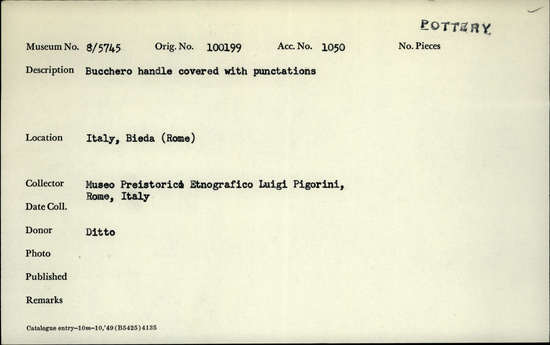 POTTERY
Museum No. 8/5745 Orig. No. 100199 Acc. No. 1050 No. Pieces
Description Bucchero handle covered with punctations
Location Italy, Bieda (Rome)
Collector Museo Preistorico Etnografico Luigi Pigorini,
Rome, Italy
Date Coll.
Donor Ditto
Photo
Published
Remarks
Catalogue entry—10m—10,'49 (B5425) 4135